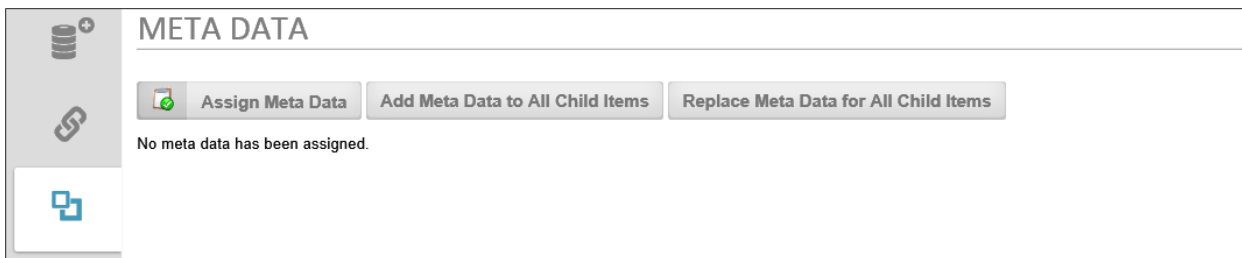 META DATA
Assign Meta Data Add Meta Data to All Child Items Replace Meta Data for All Child Items
No meta data has been assigned.